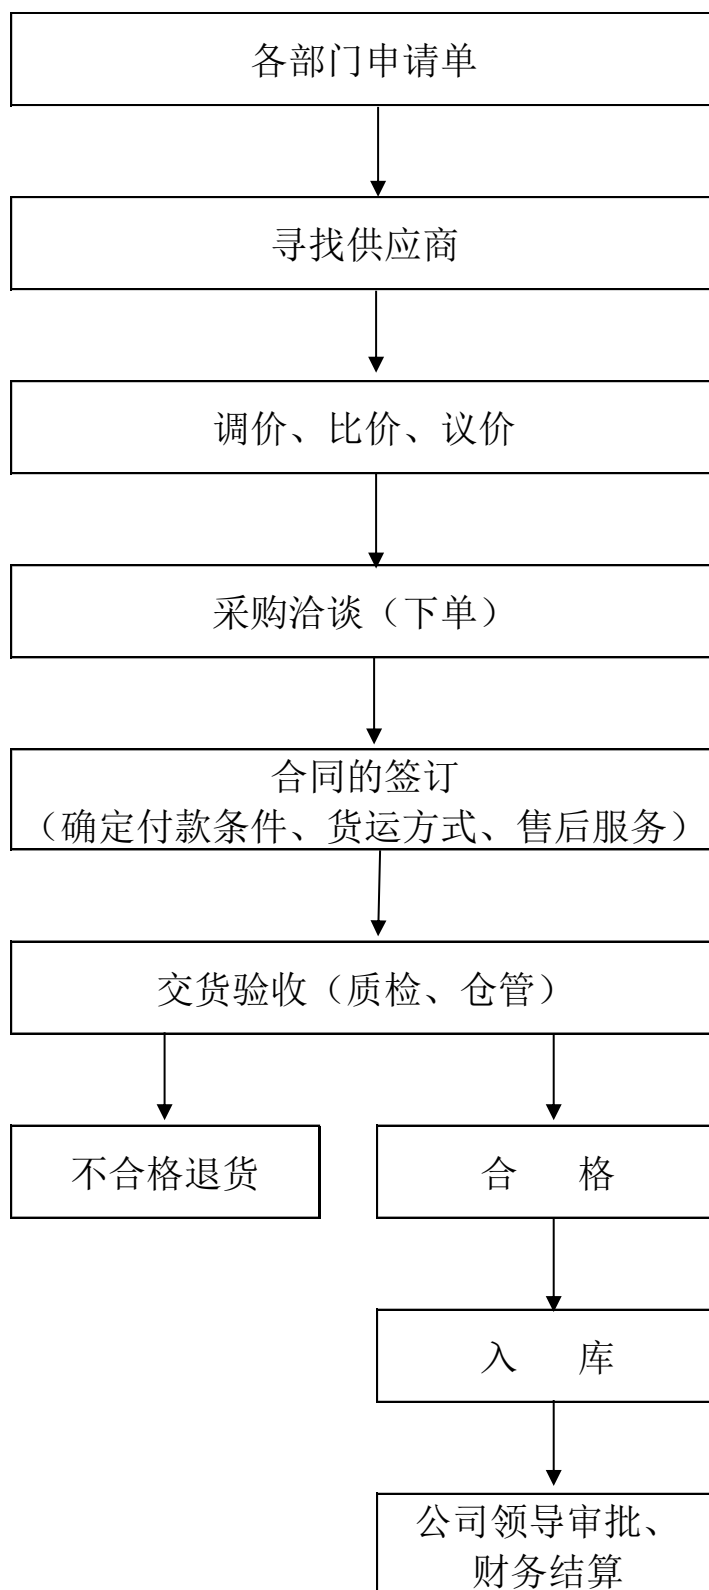 各部门申请单
寻找供应商
调价、比价、议价
采购洽谈（下单）
合同的签订
（确定付款条件、货运方式、售后服务）
交货验收（质检、仓管）
不合格退货
合 格
入 库
公司领导审批、
财务结算